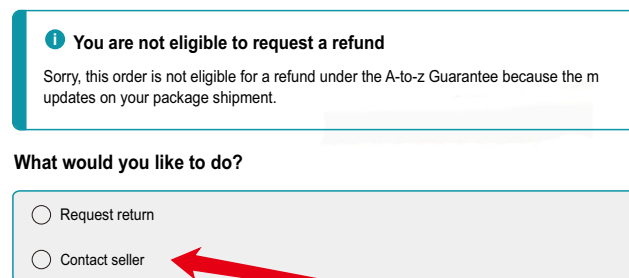 You are not eligible to request a refund
Sorry, this order is not eligible for a refund under the A-to-z Guarantee because the m
updates on your package shipment.
What would you like to do?
Request return
Contact seller